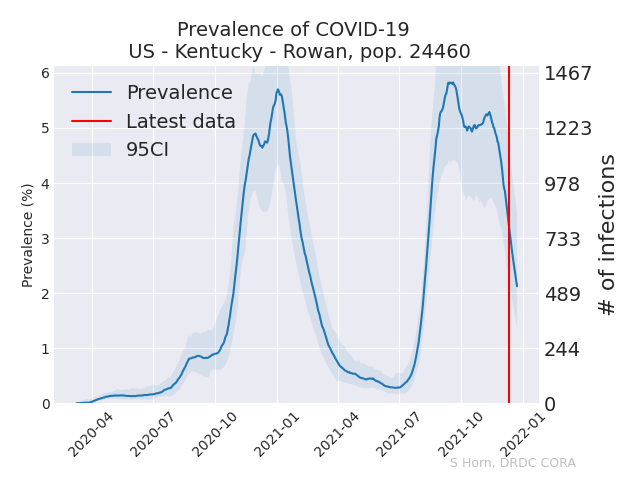 Prevalence of COVID-19
US - Kentucky - Rowan, pop. 24460
Prevalence
Latest data
95CI
Prevalence (%)
6
5
4
3
2
1
0
1467
1223
978
733
489
244
0
# of infections
2020-04
2020-07
2020-10
2021-01
2021-04
2021-07
2021-10
2022-01
S Horn, DRDC CORA